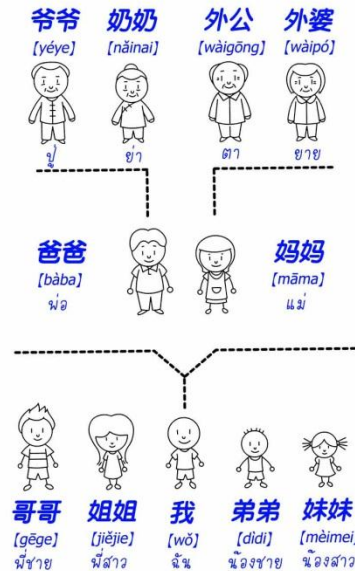 爷爷 奶奶 外公 外婆
[yéye] [nǎinai] [wàigōng] [wàipó]
ปู่ ย่า ตา ยาย
爸爸 妈妈
[bàba] [māma]
พ่อ แม่
哥哥 姐姐 我 弟弟 妹妹
[gēge] [jiějie] [wǒ] [dìdi] [mèimei]
พี่ชาย พี่สาว ฉัน น้องชาย น้องสาว